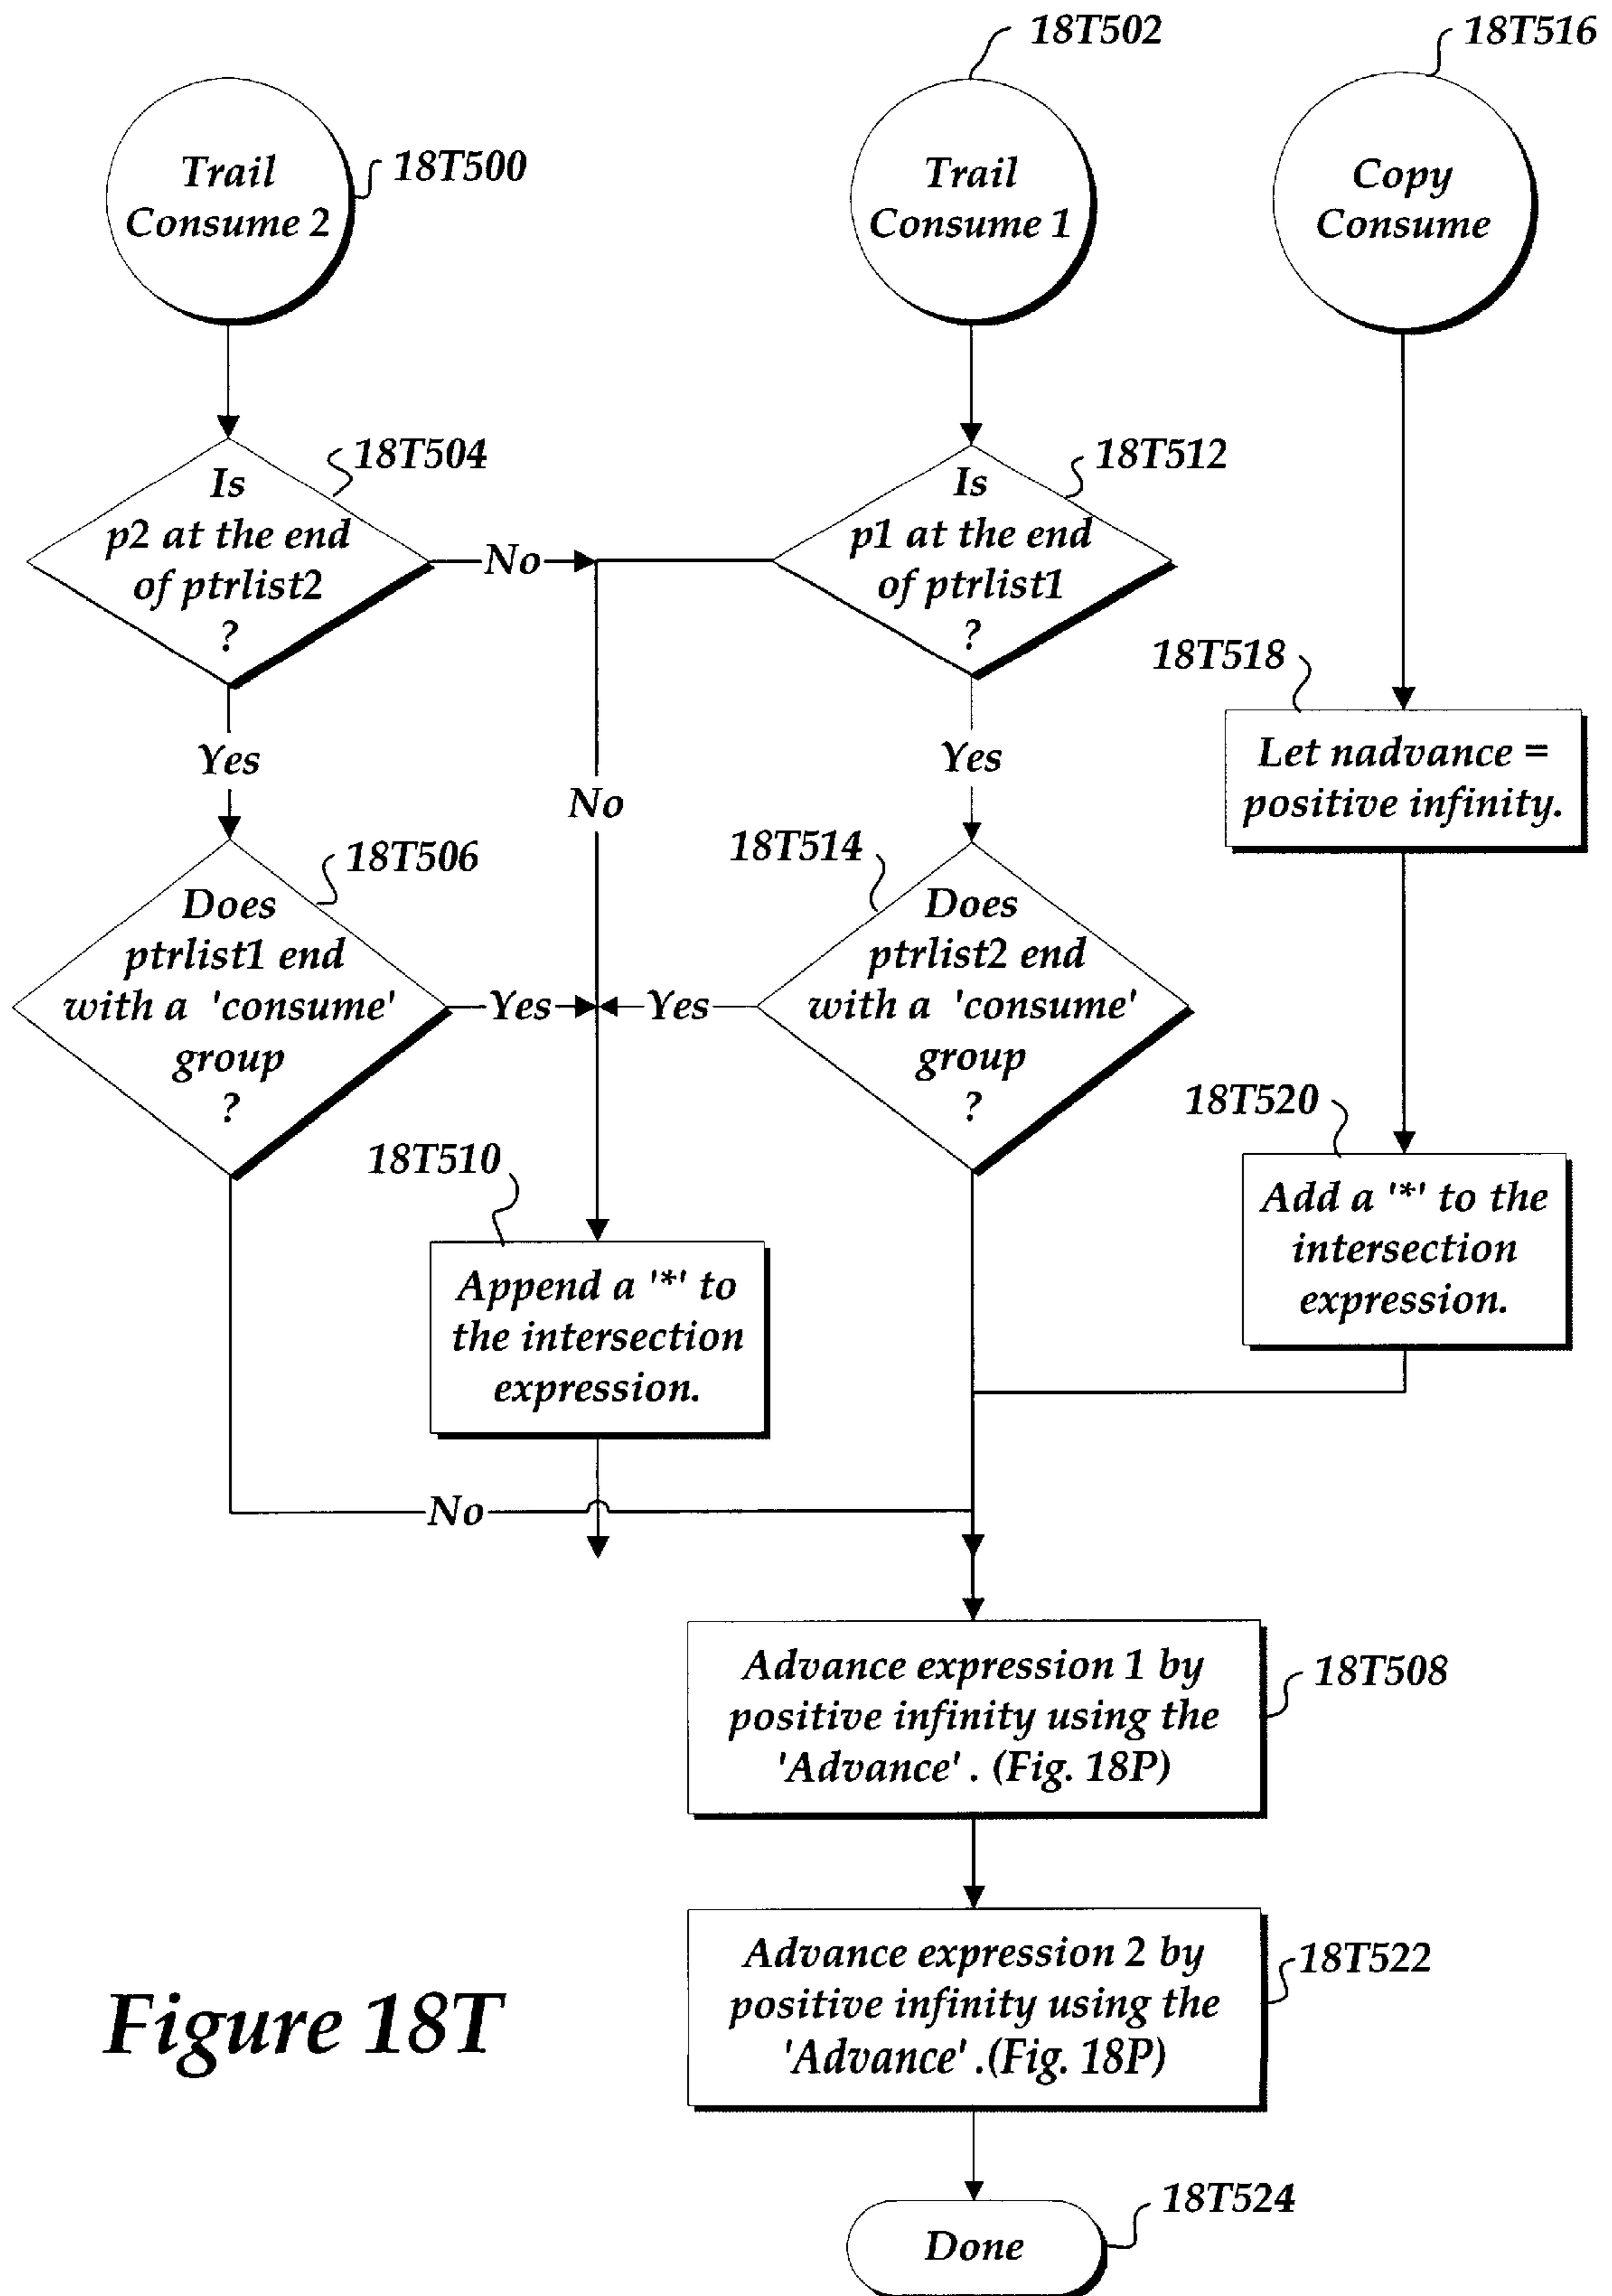 18T502
18T516
Trail
Consume 2
18T500
Trail
Consume 1
Copy
Consume
18T504
Is
p2 at the end
of ptrlist2
?
No
18T512
Is
p1 at the end
of ptrlist1
?
18T518
Let nadvance =
positive infinity.
Yes
No
Yes
18T506
Does
ptrlist1 end
with a 'consume'
group
?
Yes
18T514
Does
ptrlist2 end
with a 'consume'
group
?
Yes
18T520
Add a '*' to the
intersection
expression.
18T510
Append a '*' to
the intersection
expression.
No
Advance expression 1 by
positive infinity using the
'Advance' . (Fig. 18P)
18T508
Advance expression 2 by
positive infinity using the
'Advance' .(Fig. 18P)
18T522
Figure 18T
Done
18T524